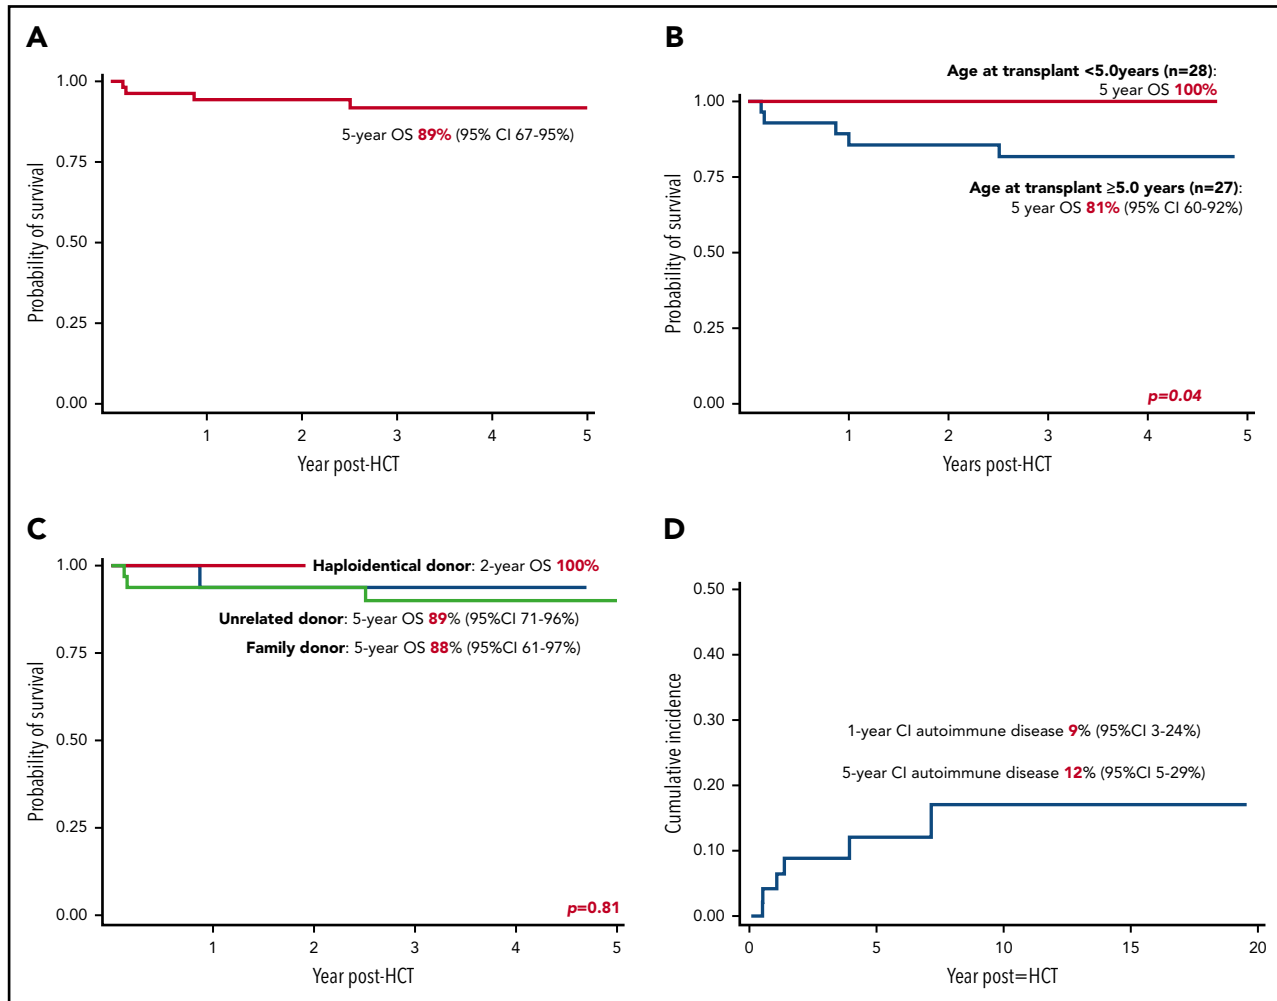 A
1.00
0.75
0.50
0.25
0.00
Probability of survival
5-year OS 89% (95% CI 67-95%)
1 2 3 4 5
Year post-HCT
B
Age at transplant <5.0years (n=28):
5 year OS 100%
1.00
0.75
0.50
0.25
0.00
Probability of survival
Age at transplant ≥5.0 years (n=27):
5 year OS 81% (95% CI 60-92%)
p=0.04
1 2 3 4 5
Years post-HCT
C
1.00
0.75
0.50
0.25
0.00
Probability of survival
Haploidentical donor: 2-year OS 100%
Unrelated donor: 5-year OS 89% (95%CI 71-96%)
Family donor: 5-year OS 88% (95%CI 61-97%)
p=0.81
1 2 3 4 5
Year post-HCT
D
0.50
0.40
0.30
0.20
0.10
0.00
Cumulative incidence
1-year CI autoimmune disease 9% (95%CI 3-24%)
5-year CI autoimmune disease 12% (95%CI 5-29%)
0 5 10 15 20
Year post=HCT